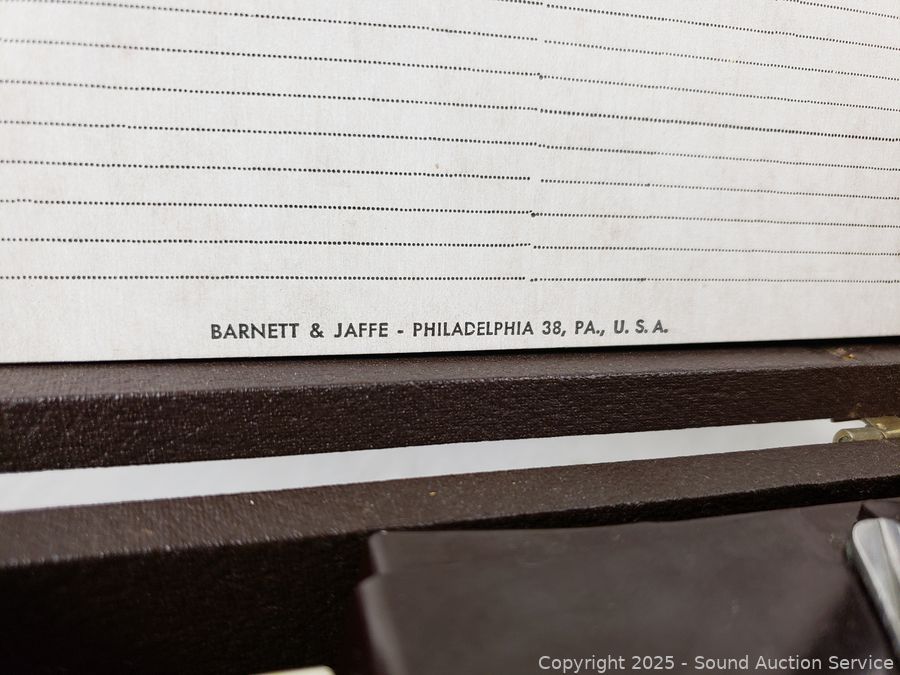 BARNETT & JAFFE - PHILADELPHIA 38, PA., U. S. A.
Copyright 2025 - Sound Auction Service